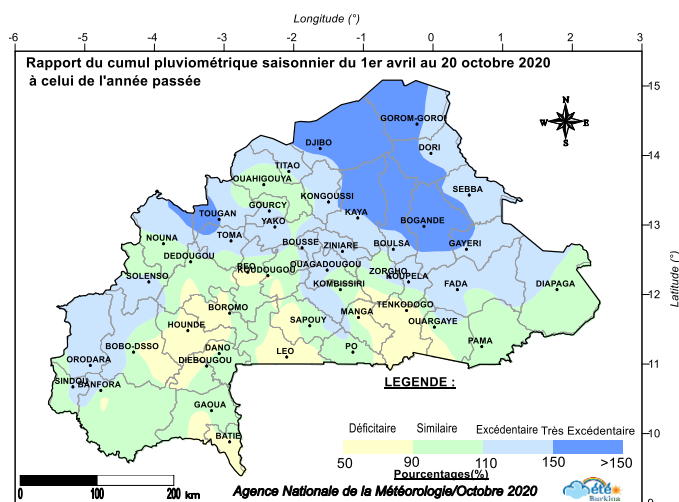 Longitude (°)
-6 -5 -4 -3 -2 -1 0 1 2 3
Rapport du cumul pluviométrique saisonnier du 1er avril au 20 octobre 2020
à celui de l'année passée
15
GOROM-GOROI
N
W E
S
DJIBO
DORI
14
TITAO
OUAHIGOUYA
SEBBA
KONGOUSSI
TOUGAN
GOURCY
KAYA
YAKO
BOGANDE
13
NOUNA
TOMA
BOUSSE
ZINIARE
BOULSA
GAYERI
DEDOUGOU
REO
KOUDOUGOU
OUAGADOUGOU
ZORGHO
KOUPELA
SOLENSO
KOMBISSIRI
FADA
DIAPAGA
Latitude (°)
12
BOROMO
MANGA
TENKODOGO
HOUNDE
SAPOUY
OUARGAYE
BOBO-DSSO
DANO
LEO
PO
PAMA
ORODARA
DIEBOUGOU
11
SINDOU
BANFORA
LEGENDE :
GAOUA
Déficitaire Similaire Excédentaire Très Excédentaire
BATIE
10
50 90 110 150 >150
Pourcentages(%)
0 100 200 km
Agence Nationale de la Météorologie/Octobre 2020
été
Burkina
9